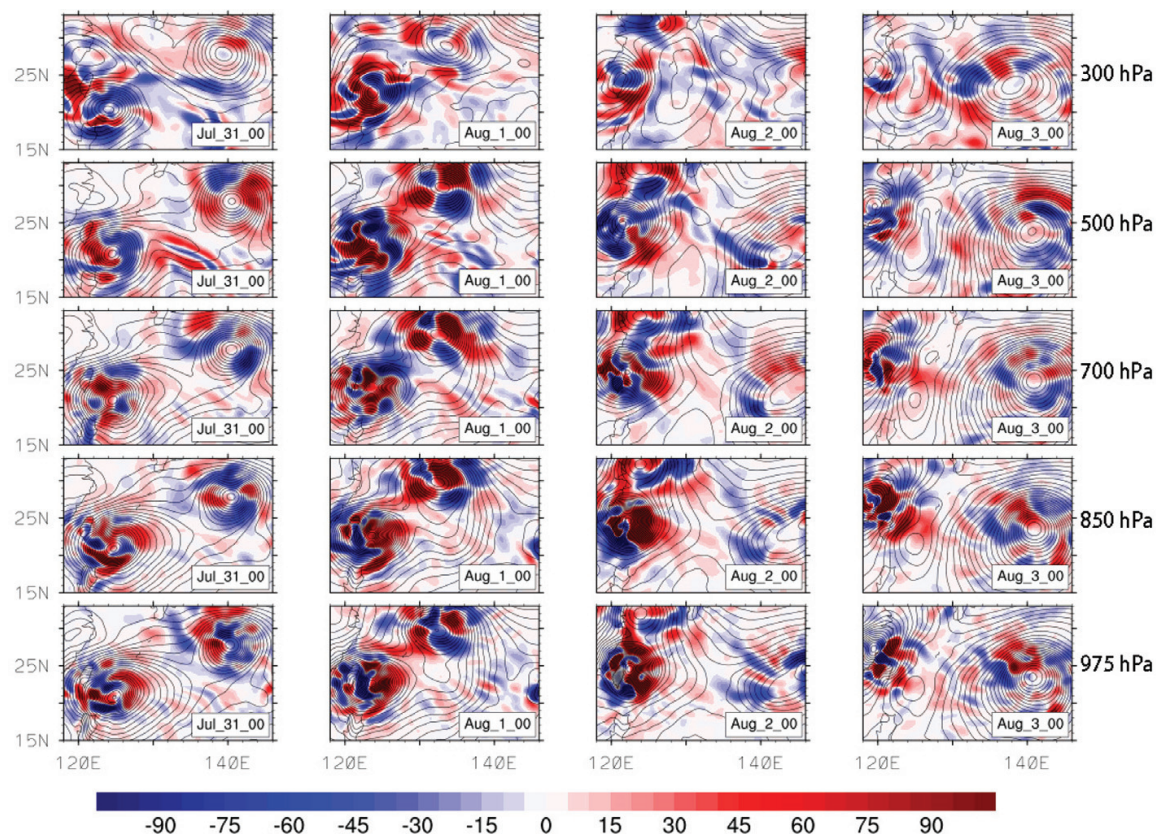 25N
15N
Jul_31_00
Aug_1_00
Aug_2_00
Aug_3_00
300 hPa
25N
15N
Jul_31_00
Aug_1_00
Aug_2_00
Aug_3_00
500 hPa
25N
15N
Jul_31_00
Aug_1_00
Aug_2_00
Aug_3_00
700 hPa
25N
15N
Jul_31_00
Aug_1_00
Aug_2_00
Aug_3_00
850 hPa
25N
15N
Jul_31_00
Aug_1_00
Aug_2_00
Aug_3_00
975 hPa
120E 140E 120E 140E 120E 140E 120E 140E
-90 -75 -60 -45 -30 -15 0 15 30 45 60 75 90